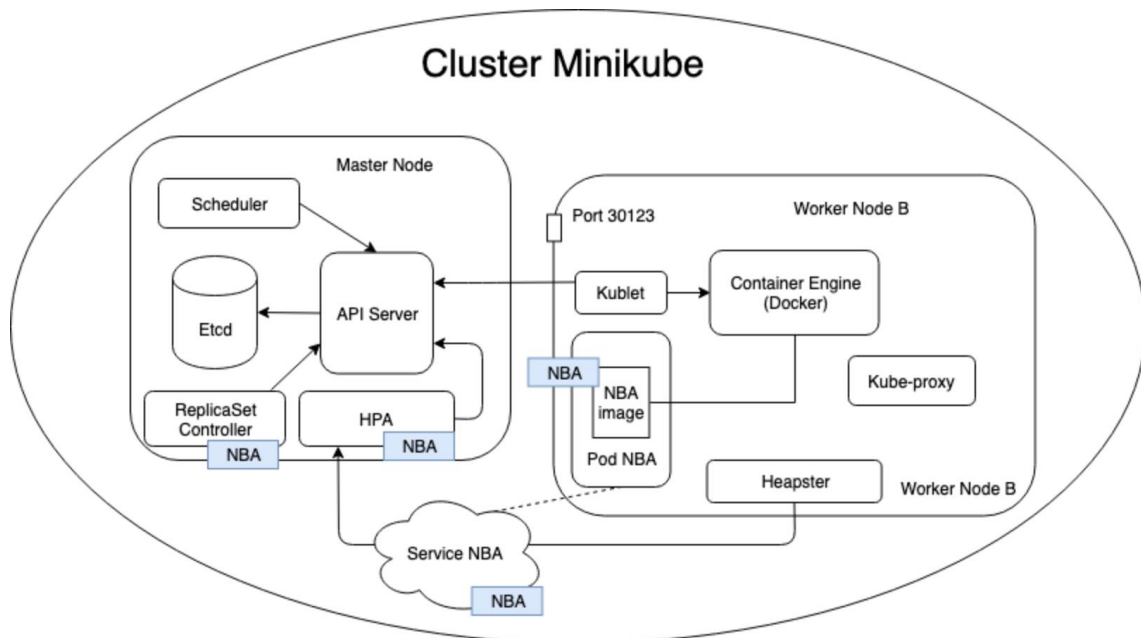 Cluster Minikube
Master Node
Scheduler
Etcd
API Server
ReplicaSet
Controller
NBA
HPA
NBA
Worker Node B
Port 30123
Kublet
Container Engine
(Docker)
NBA
NBA
image
Pod NBA
Kube-proxy
Heapster
Worker Node B
Service NBA
NBA